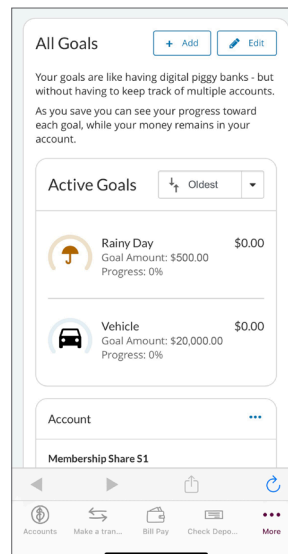 All Goals
+ Add
Edit
Your goals are like having digital piggy banks - but
without having to keep track of multiple accounts.
As you save you can see your progress toward
each goal, while your money remains in your
account.
Active Goals
Oldest
Rainy Day $0.00
Goal Amount: $500.00
Progress: 0%
Vehicle $0.00
Goal Amount: $20,000.00
Progress: 0%
Account
Membership Share S1
Accounts
Make a tran...
Bill Pay
Check Depo...
More